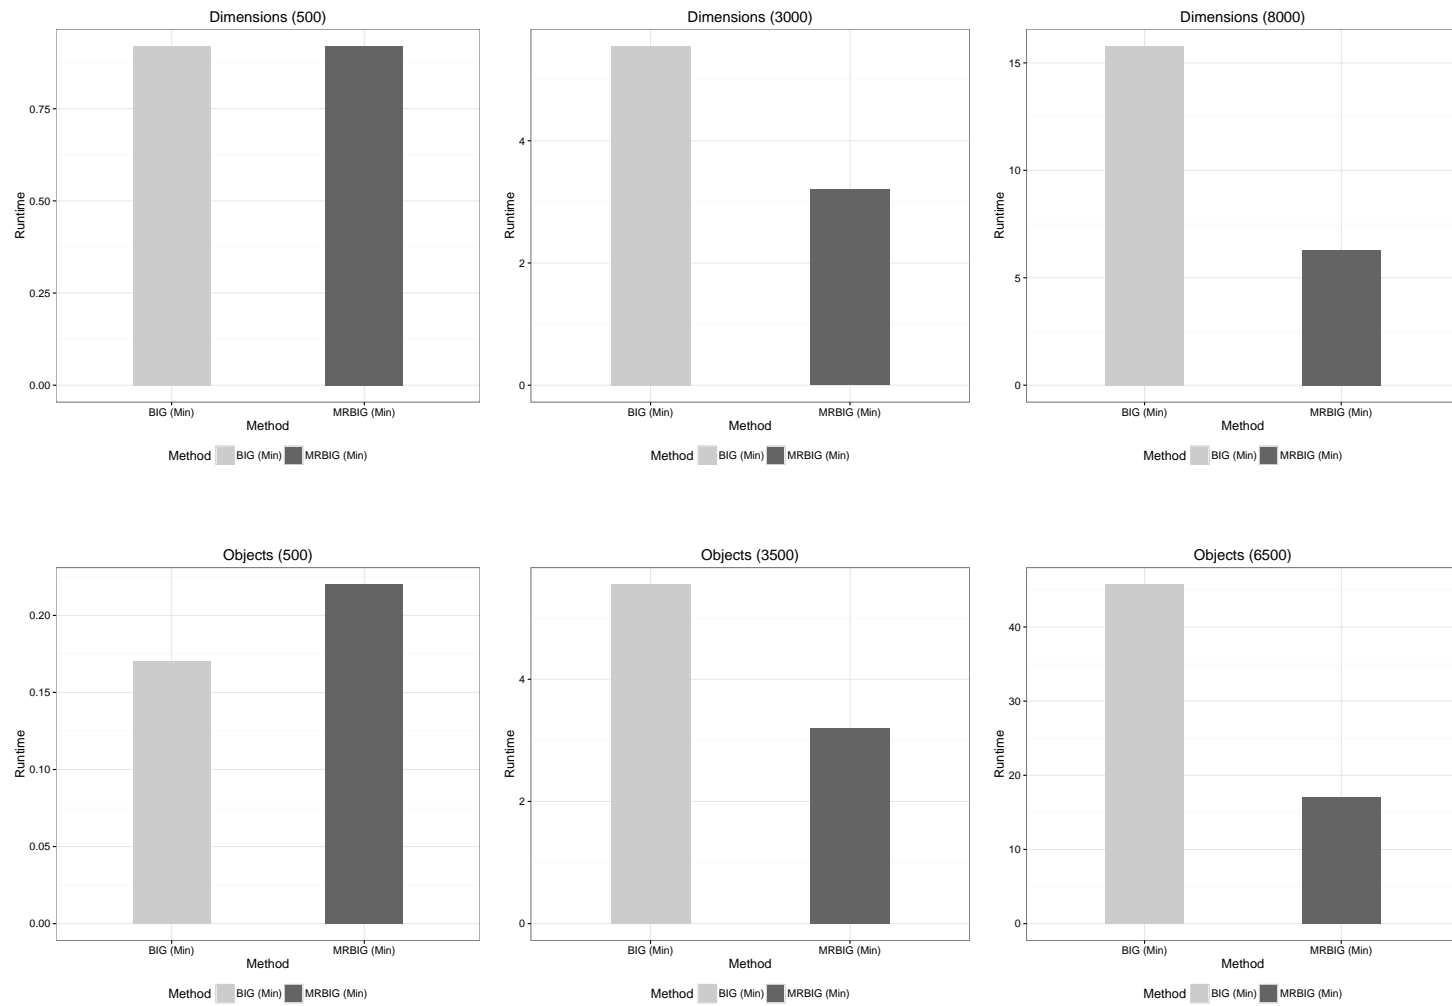 Dimensions (500)
Runtime
0.75
0.50
0.25
0.00
BIG (Min) MRBIG (Min)
Method
Method BIG (Min) MRBIG (Min)
Dimensions (3000)
Runtime
4
2
0
BIG (Min) MRBIG (Min)
Method
Method BIG (Min) MRBIG (Min)
Dimensions (8000)
Runtime
15
10
5
0
BIG (Min) MRBIG (Min)
Method
Method BIG (Min) MRBIG (Min)
Objects (500)
Runtime
0.20
0.15
0.10
0.05
0.00
BIG (Min) MRBIG (Min)
Method
Method BIG (Min) MRBIG (Min)
Objects (3500)
Runtime
4
2
0
BIG (Min) MRBIG (Min)
Method
Method BIG (Min) MRBIG (Min)
Objects (6500)
Runtime
40
30
20
10
0
BIG (Min) MRBIG (Min)
Method
Method BIG (Min) MRBIG (Min)